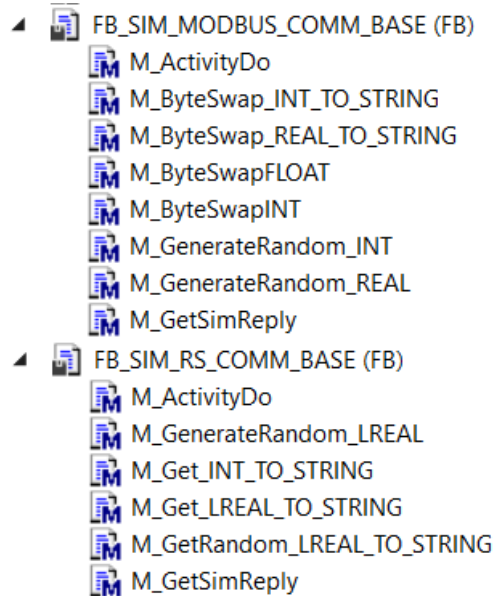 FB_SIM_MODBUS_COMM_BASE (FB)
M_ActivityDo
M_ByteSwap_INT_TO_STRING
M_ByteSwap_REAL_TO_STRING
M_ByteSwapFLOAT
M_ByteSwapINT
M_GenerateRandom_INT
M_GenerateRandom_REAL
M_GetSimReply
FB_SIM_RS_COMM_BASE (FB)
M_ActivityDo
M_GenerateRandom_LREAL
M_Get_INT_TO_STRING
M_Get_LREAL_TO_STRING
M_GetRandom_LREAL_TO_STRING
M_GetSimReply